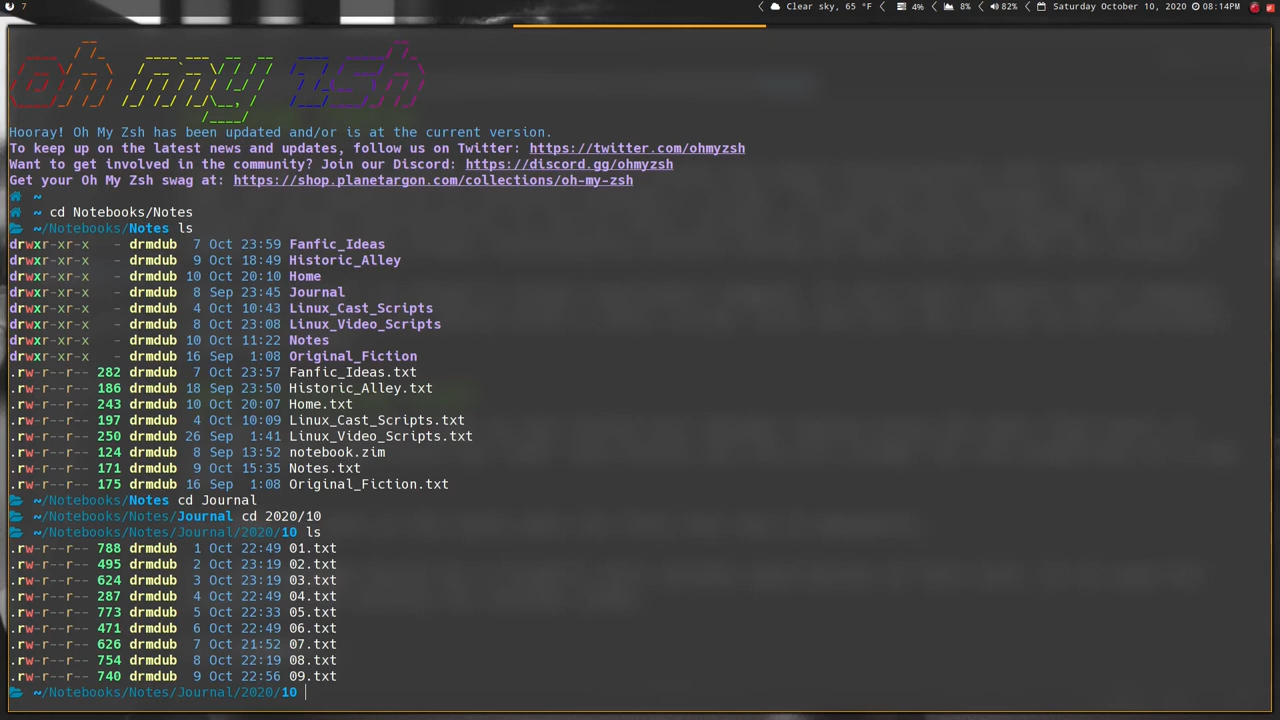 7 Clear sky, 65 °F 4% 8% 82% Saturday October 10, 2020 08:14PM
oh my zsh
Hooray! Oh My Zsh has been updated and/or is at the current version.
To keep up on the latest news and updates, follow us on Twitter: https://twitter.com/ohmyzsh
Want to get involved in the community? Join our Discord: https://discord.gg/ohmyzsh
Get your Oh My Zsh swag at: https://shop.planetargon.com/collections/oh-my-zsh
~
~ cd Notebooks/Notes
~/Notebooks/Notes ls
drwxr-xr-x - drmdub 7 Oct 23:59 Fanfic_Ideas
drwxr-xr-x - drmdub 9 Oct 18:49 Historic_Alley
drwxr-xr-x - drmdub 10 Oct 20:10 Home
drwxr-xr-x - drmdub 8 Sep 23:45 Journal
drwxr-xr-x - drmdub 4 Oct 10:43 Linux_Cast_Scripts
drwxr-xr-x - drmdub 8 Oct 23:08 Linux_Video_Scripts
drwxr-xr-x - drmdub 10 Oct 11:22 Notes
drwxr-xr-x - drmdub 16 Sep 1:08 Original_Fiction
.rw-r--r-- 282 drmdub 7 Oct 23:57 Fanfic_Ideas.txt
.rw-r--r-- 186 drmdub 18 Sep 23:50 Historic_Alley.txt
.rw-r--r-- 243 drmdub 10 Oct 20:07 Home.txt
.rw-r--r-- 197 drmdub 4 Oct 10:09 Linux_Cast_Scripts.txt
.rw-r--r-- 250 drmdub 26 Sep 1:41 Linux_Video_Scripts.txt
.rw-r--r-- 124 drmdub 8 Sep 13:52 notebook.zim
.rw-r--r-- 171 drmdub 9 Oct 15:35 Notes.txt
.rw-r--r-- 175 drmdub 16 Sep 1:08 Original_Fiction.txt
~/Notebooks/Notes cd Journal
~/Notebooks/Notes/Journal cd 2020/10
~/Notebooks/Notes/Journal/2020/10 ls
.rw-r--r-- 788 drmdub 1 Oct 22:49 01.txt
.rw-r--r-- 495 drmdub 2 Oct 23:19 02.txt
.rw-r--r-- 624 drmdub 3 Oct 23:19 03.txt
.rw-r--r-- 287 drmdub 4 Oct 22:49 04.txt
.rw-r--r-- 773 drmdub 5 Oct 22:33 05.txt
.rw-r--r-- 471 drmdub 6 Oct 22:49 06.txt
.rw-r--r-- 626 drmdub 7 Oct 21:52 07.txt
.rw-r--r-- 754 drmdub 8 Oct 22:19 08.txt
.rw-r--r-- 740 drmdub 9 Oct 22:56 09.txt
~/Notebooks/Notes/Journal/2020/10